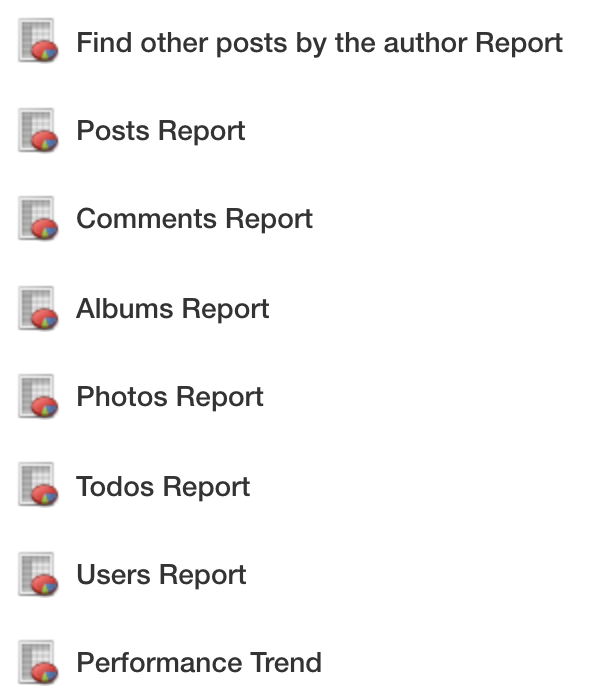 Find other posts by the author Report
Posts Report
Comments Report
Albums Report
Photos Report
Todos Report
Users Report
Performance Trend